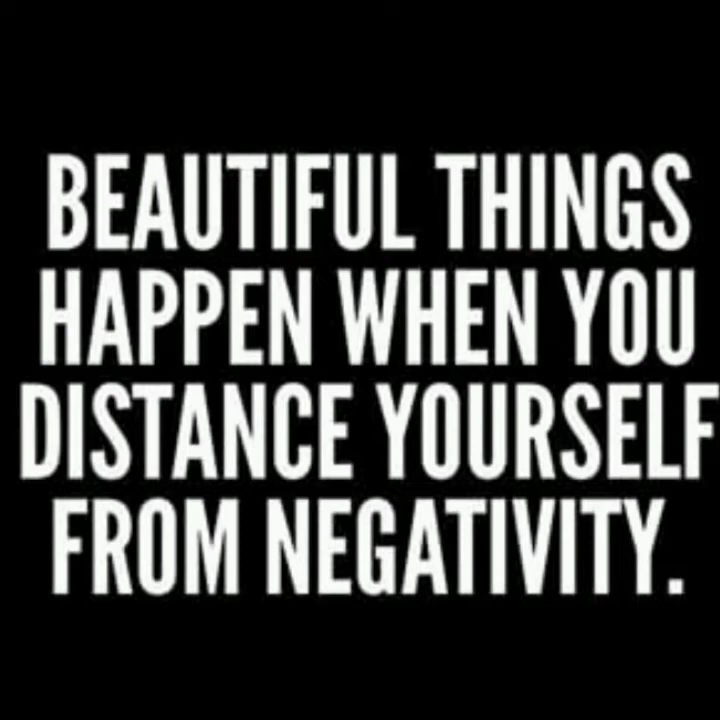 BEAUTIFUL THINGS
HAPPEN WHEN YOU
DISTANCE YOURSELF
FROM NEGATIVITY.